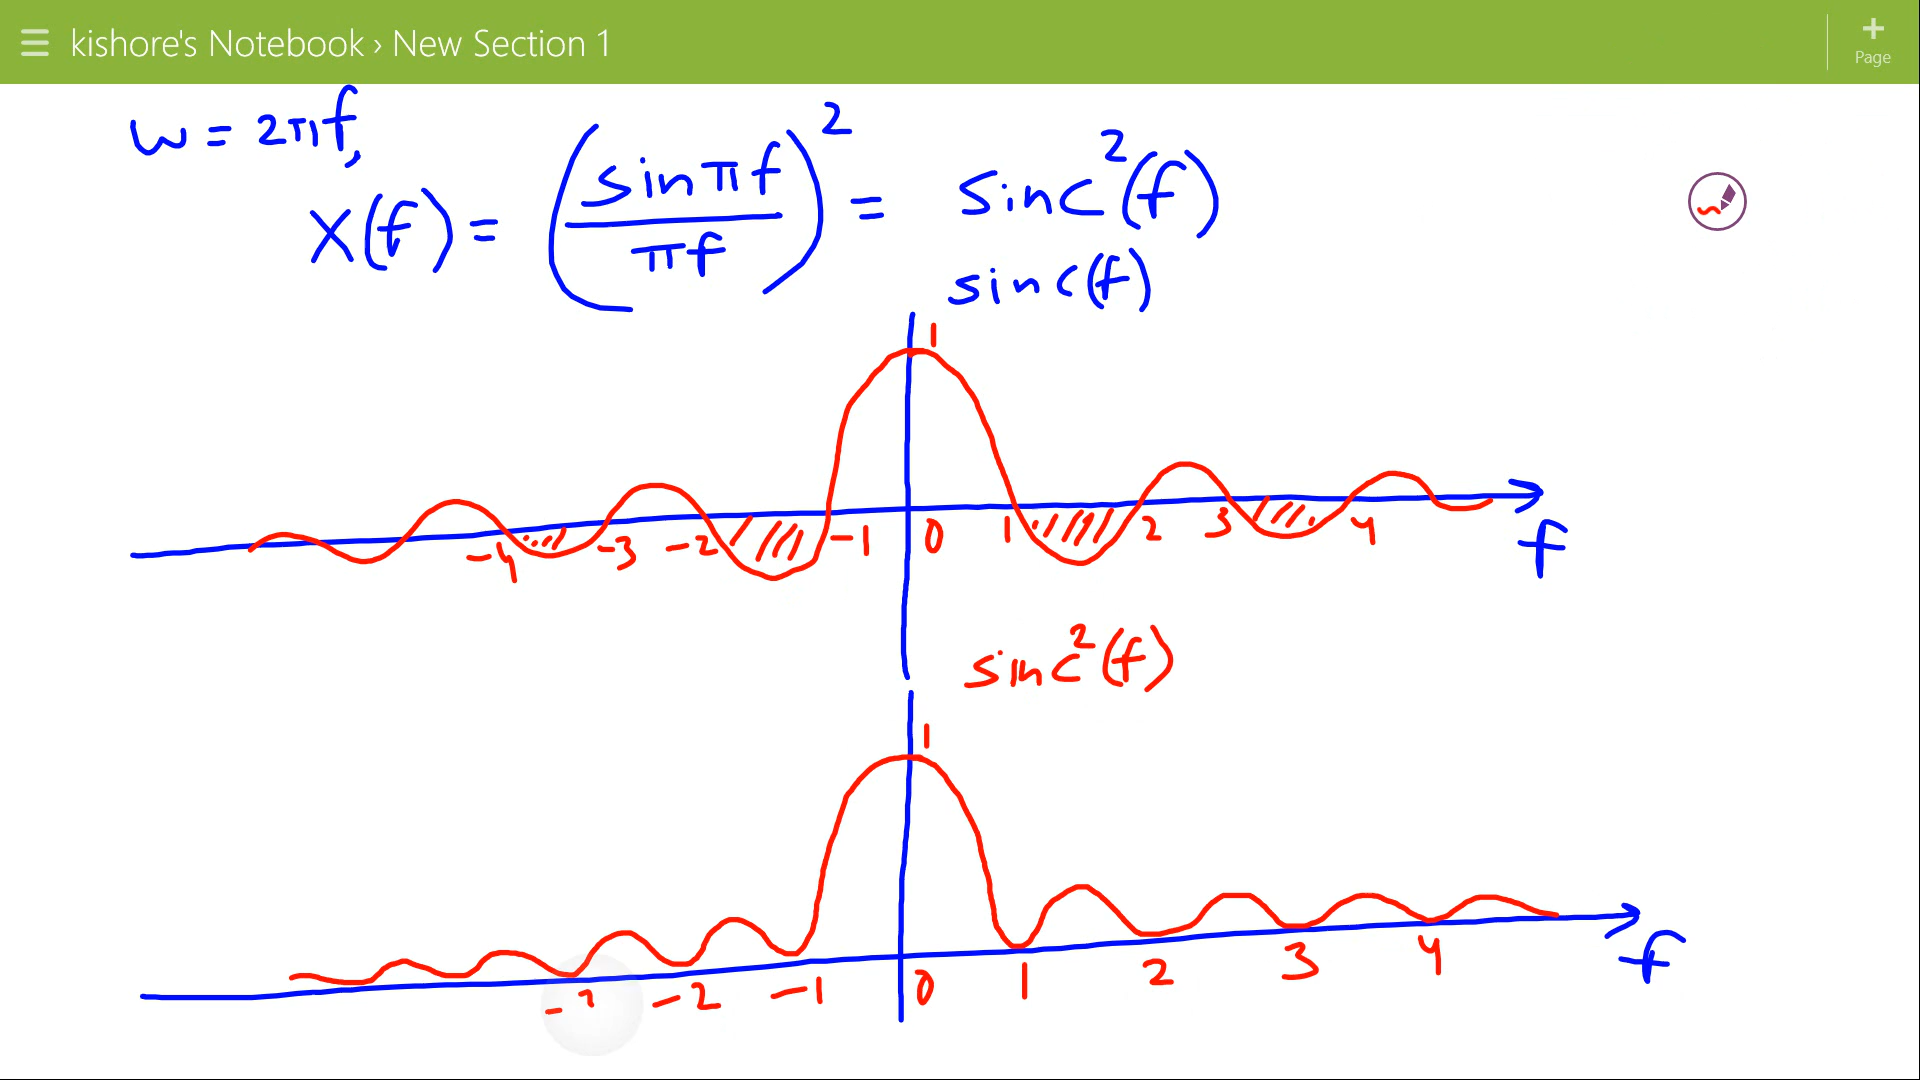 kishore's Notebook › New Section 1
Page
w = 2πf,
X(f) = (sinπf / πf)² = sinc²(f)
sinc(f)
1
-4 -3 -2 -1 0 1 2 3 4 f
sinc²(f)
1
-2 -1 0 1 2 3 4 f